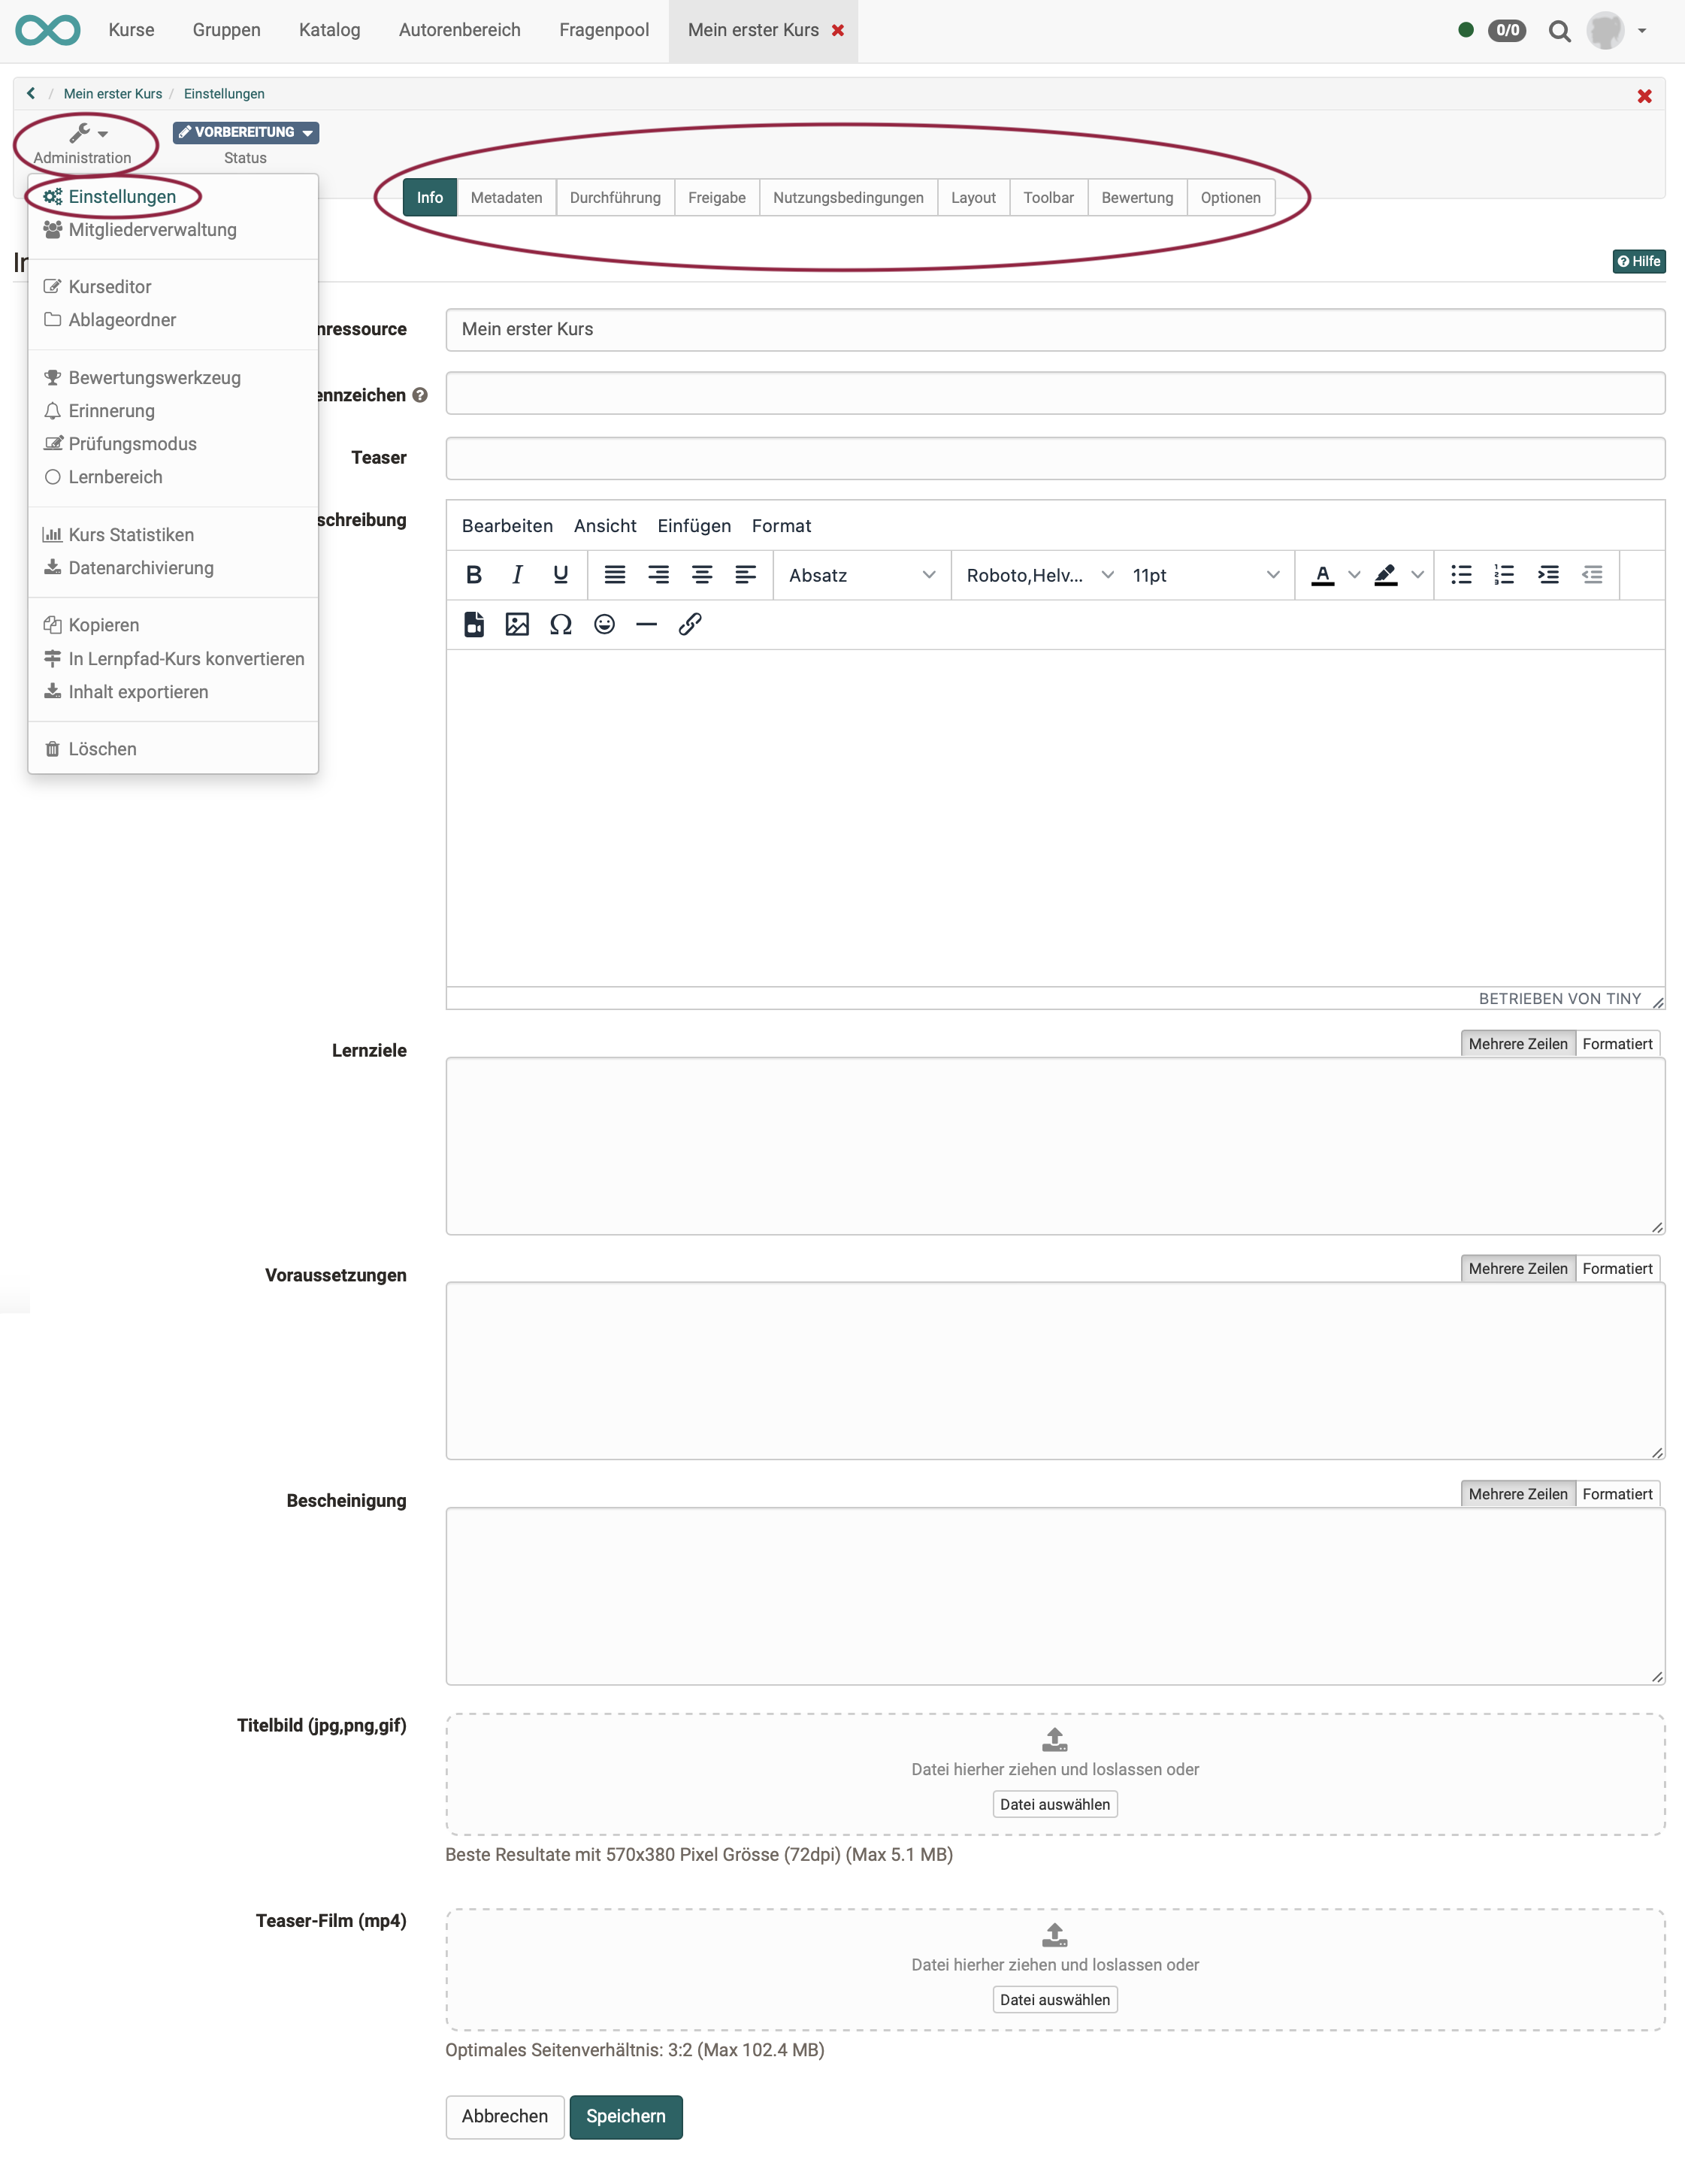 Kurse Gruppen Katalog Autorenbereich Fragenpool Mein erster Kurs 0/0
/ Mein erster Kurs / Einstellungen
VORBEREITUNG
Administration Status
Einstellungen
Info Metadaten Durchführung Freigabe Nutzungsbedingungen Layout Toolbar Bewertung Optionen
Mitgliederverwaltung
Hilfe
Kurseditor
Ablageordner
nressource Mein erster Kurs
Bewertungswerkzeug
ennzeichen
Erinnerung
Prüfungsmodus
Teaser
Lernbereich
schreibung
Bearbeiten Ansicht Einfügen Format
Kurs Statistiken
Datenarchivierung
B I U Absatz Roboto,Helv... 11pt A
Kopieren
In Lernpfad-Kurs konvertieren
Inhalt exportieren
Löschen
BETRIEBEN VON TINY
Lernziele
Mehrere Zeilen Formatiert
Voraussetzungen
Mehrere Zeilen Formatiert
Bescheinigung
Mehrere Zeilen Formatiert
Titelbild (jpg,png,gif)
Datei hierher ziehen und loslassen oder
Datei auswählen
Beste Resultate mit 570x380 Pixel Grösse (72dpi) (Max 5.1 MB)
Teaser-Film (mp4)
Datei hierher ziehen und loslassen oder
Datei auswählen
Optimales Seitenverhältnis: 3:2 (Max 102.4 MB)
Abbrechen Speichern